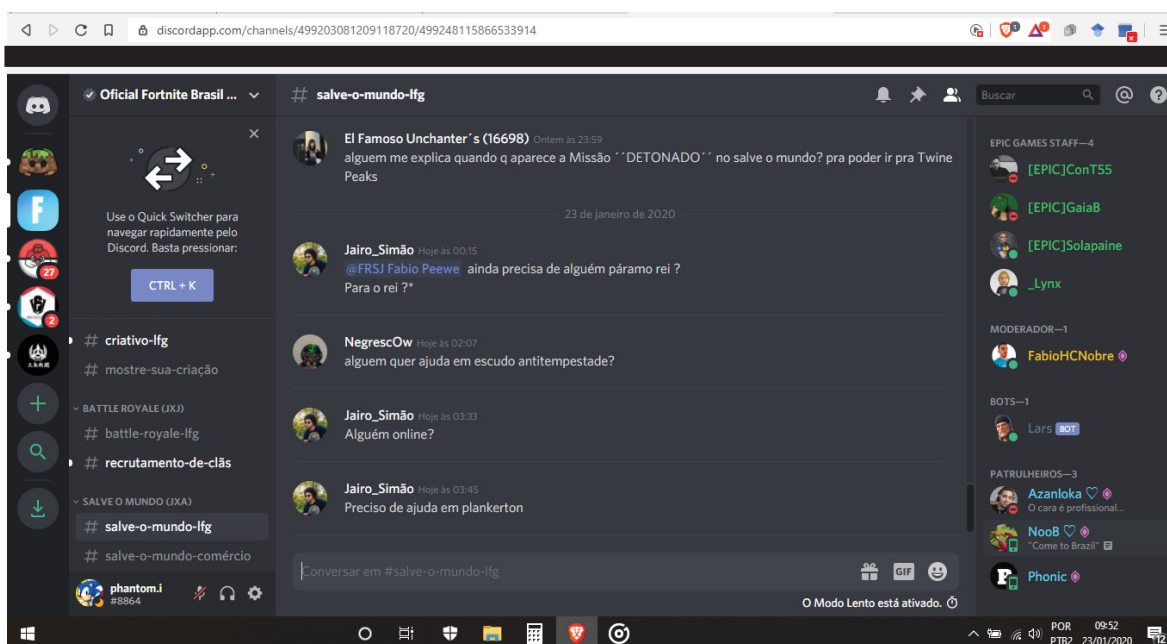 discordapp.com/channels/499203081209118720/499248115866533914
Oficial Fortnite Brasil ...
# salve-o-mundo-lfg
Buscar
Use o Quick Switcher para
navegar rapidamente pelo
Discord. Basta pressionar:
CTRL + K
# criativo-lfg
# mostre-sua-criação
BATTLE ROYALE (JXJ)
# battle-royale-lfg
# recrutamento-de-clãs
SALVE O MUNDO (JXA)
# salve-o-mundo-lfg
# salve-o-mundo-comércio
27
2
phantom.i
#8864
El Famoso Unchanter´s (16698) Ontem às 23:59
alguem me explica quando q aparece a Missão ´´DETONADO´´ no salve o mundo? pra poder ir pra Twine
Peaks
23 de janeiro de 2020
Jairo_Simão Hoje às 00:15
@FRSJ Fabio Peewe ainda precisa de alguém páramo rei ?
Para o rei ?*
NegrescOw Hoje às 02:07
alguem quer ajuda em escudo antitempestade?
Jairo_Simão Hoje às 03:33
Alguém online?
Jairo_Simão Hoje às 03:45
Preciso de ajuda em plankerton
Conversar em #salve-o-mundo-lfg
GIF
O Modo Lento está ativado.
EPIC GAMES STAFF—4
[EPIC]ConT55
[EPIC]GaiaB
[EPIC]Solapaine
_Lynx
MODERADOR—1
FabioHCNobre
BOTS—1
Lars BOT
PATRULHEIROS—3
Azanloka ♡
O cara é profissional...
NooB ♡
"Come to Brazil"
Phonic
POR 09:52
PTB2 23/01/2020
12